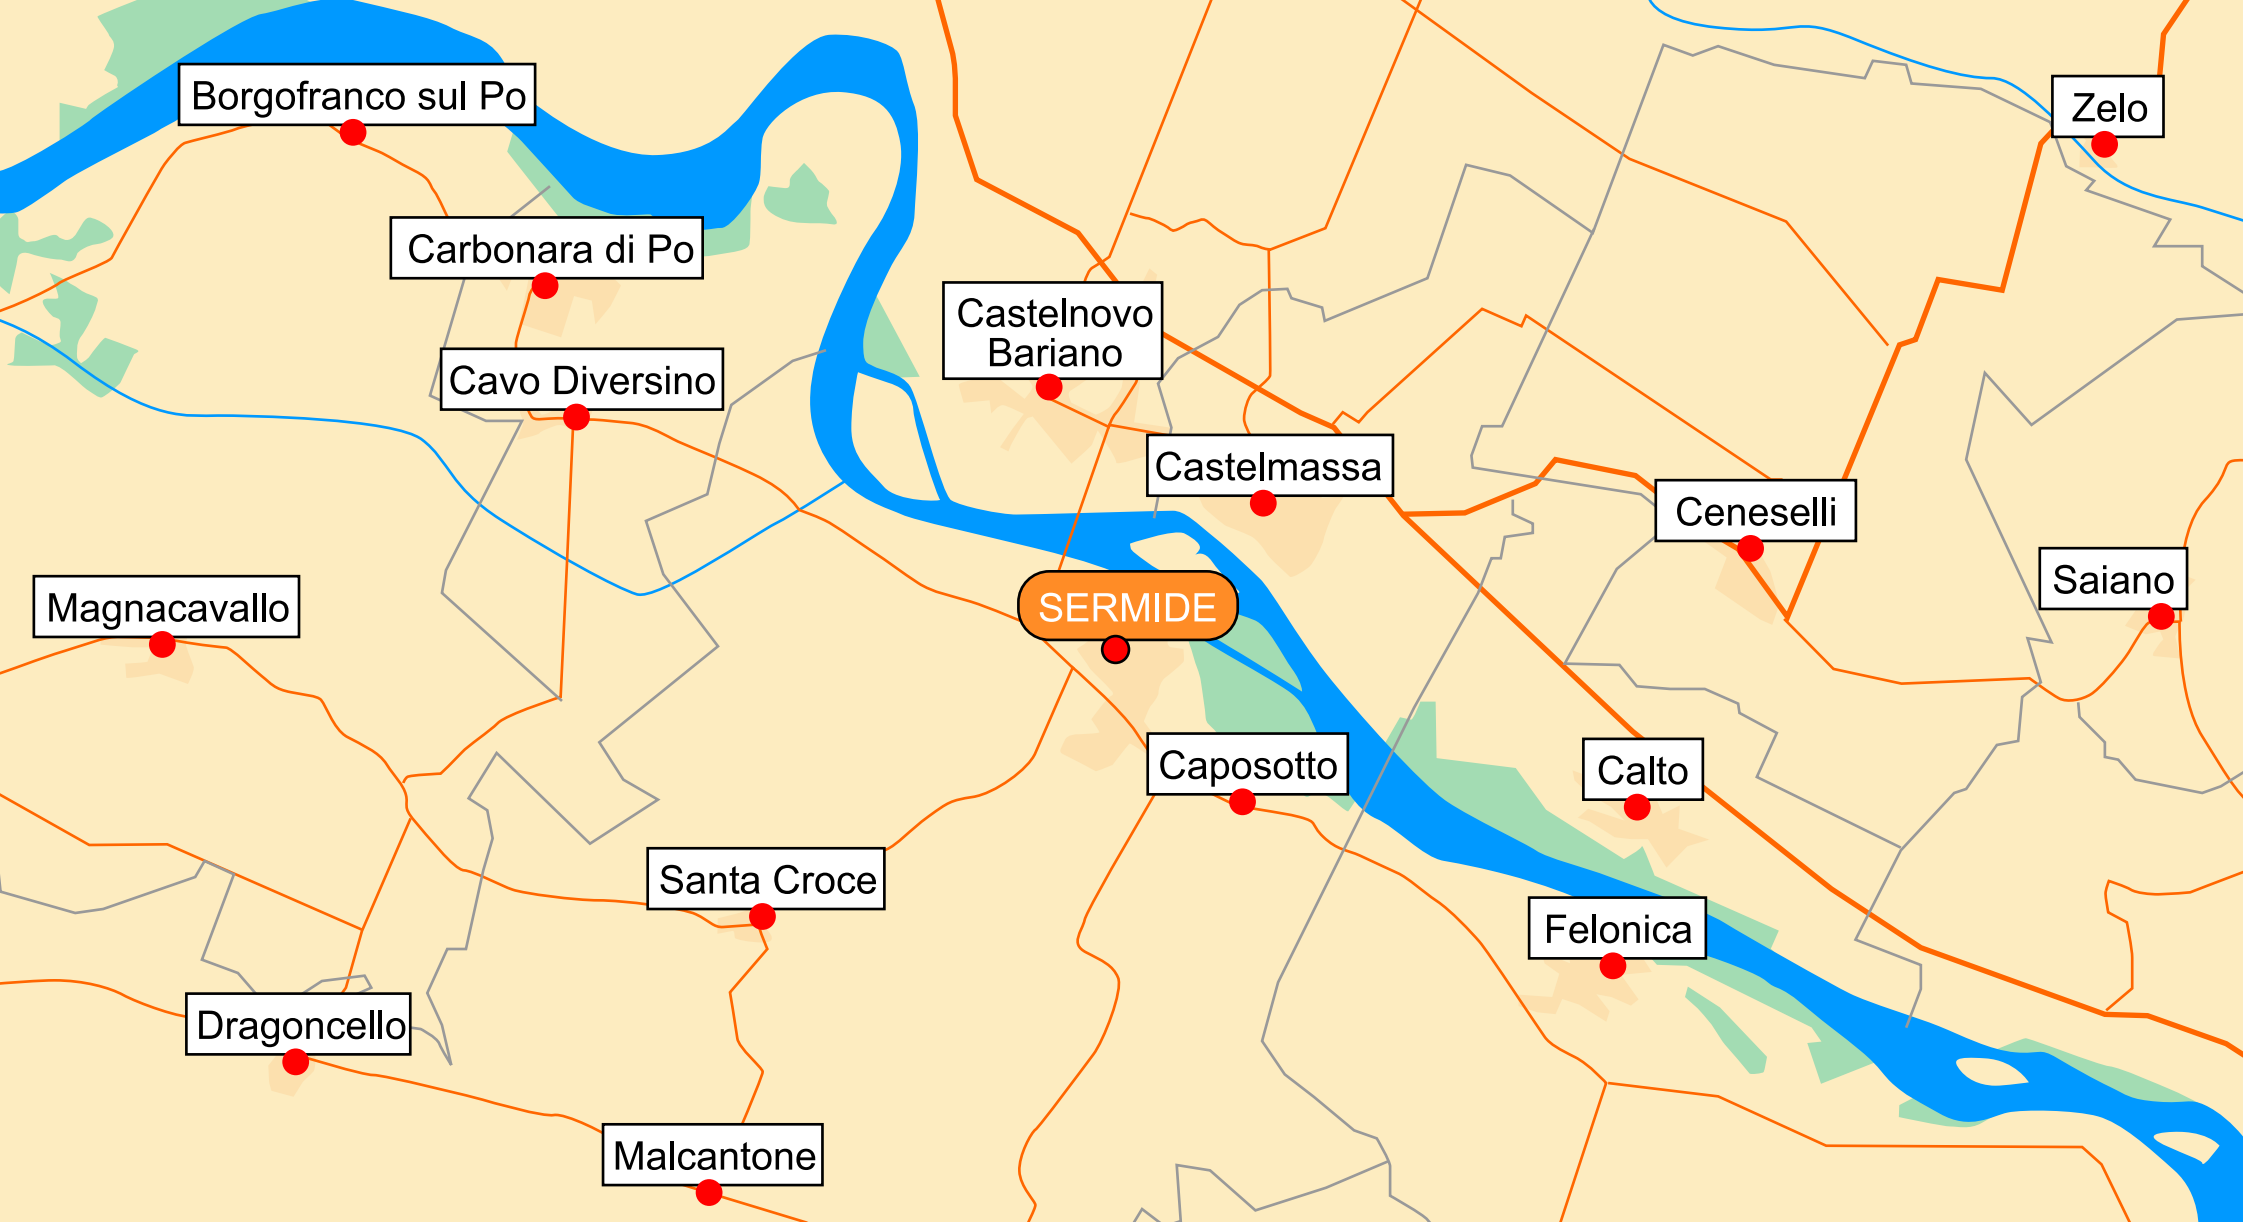 Borgofranco sul Po
Zelo
Carbonara di Po
Castelnovo
Bariano
Cavo Diversino
Castelmassa
Ceneselli
Saiano
Magnacavallo
SERMIDE
Caposotto
Calto
Santa Croce
Felonica
Dragoncello
Malcantone